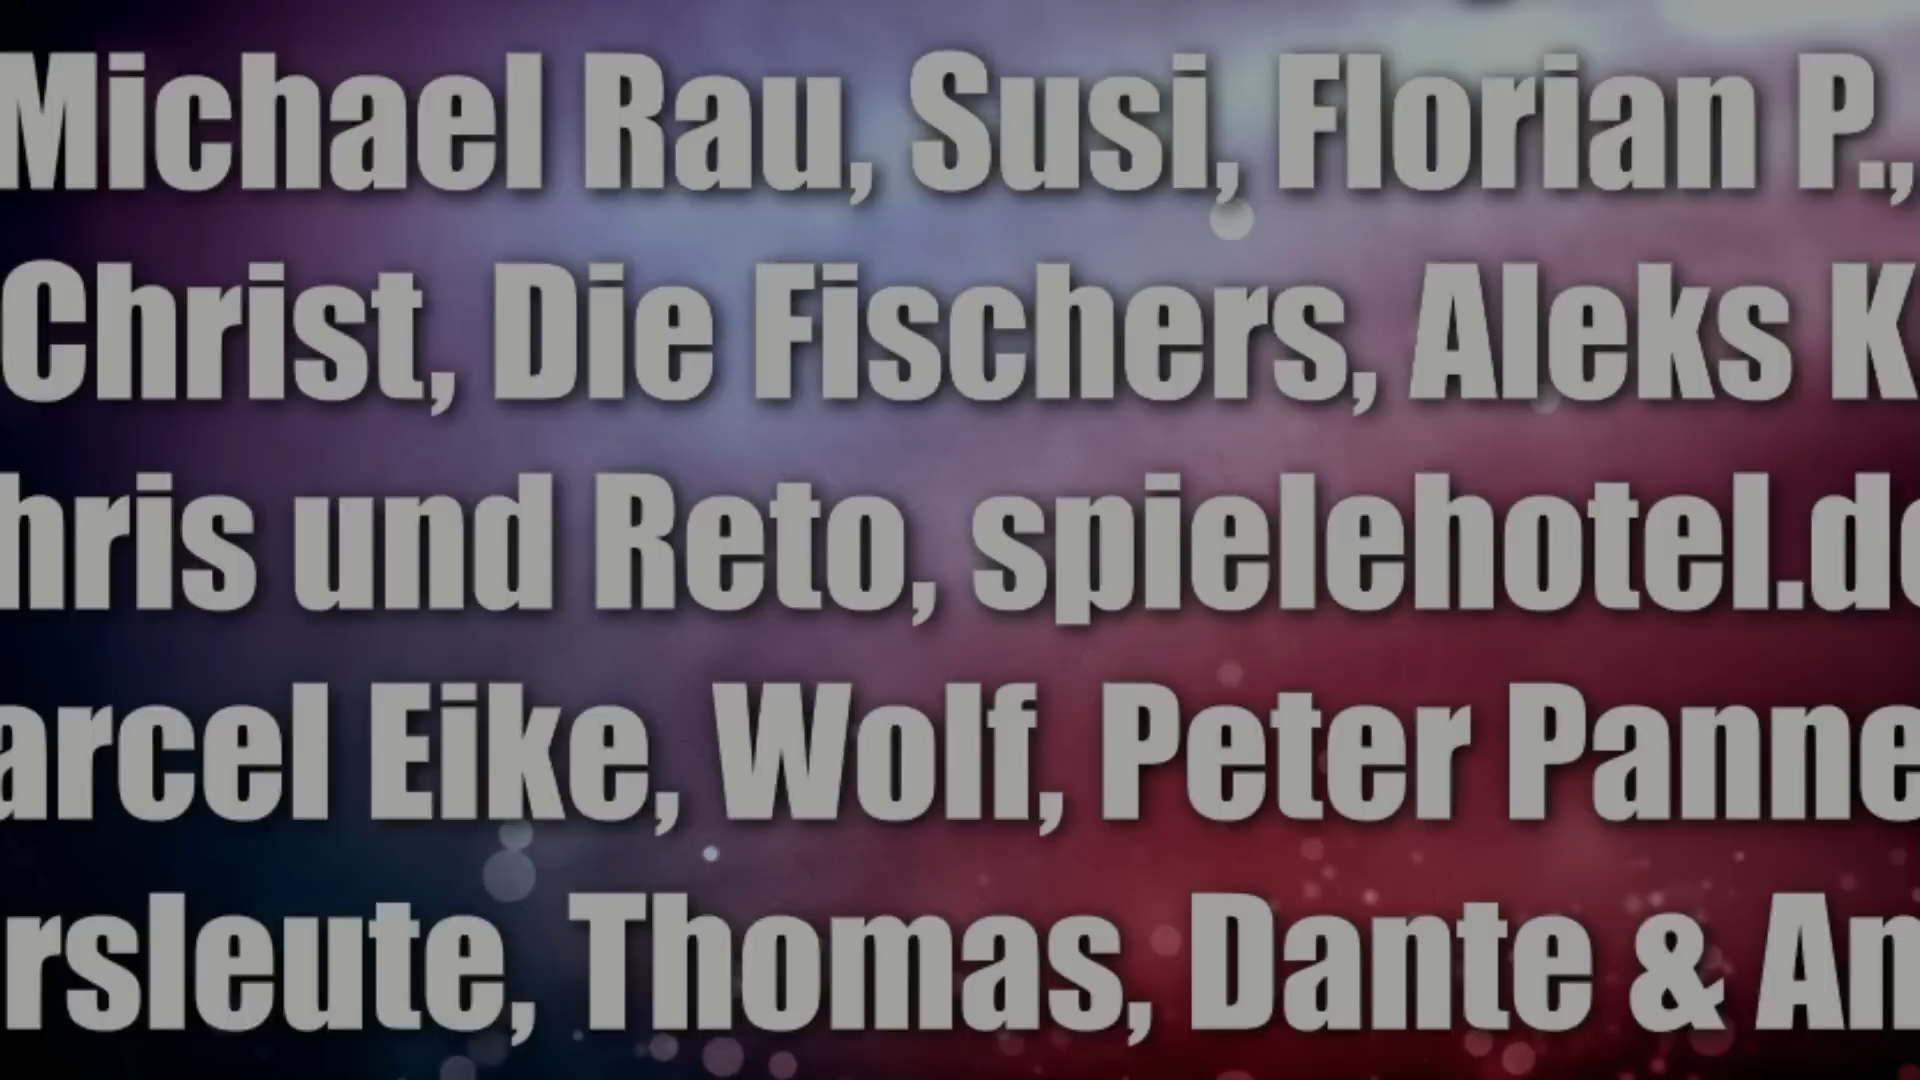 Michael Rau, Susi, Florian P.,
Christ, Die Fischers, Aleks K
hris und Reto, spielehotel.de
arcel Eike, Wolf, Peter Panne
rsleute, Thomas, Dante & An